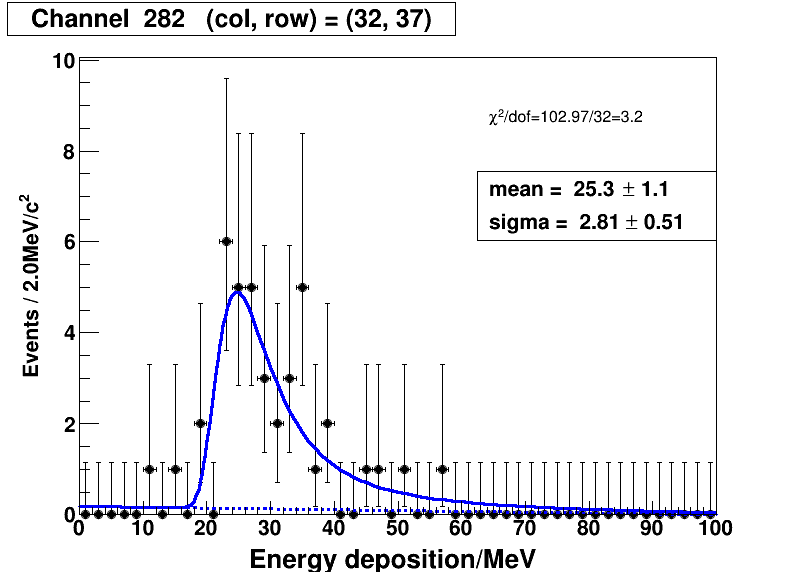 Channel 282 (col, row) = (32, 37)
10
8
6
4
2
0
Events / 2.0MeV/c²
χ²/dof=102.97/32=3.2
mean = 25.3 ± 1.1
sigma = 2.81 ± 0.51
0 10 20 30 40 50 60 70 80 90 100
Energy deposition/MeV